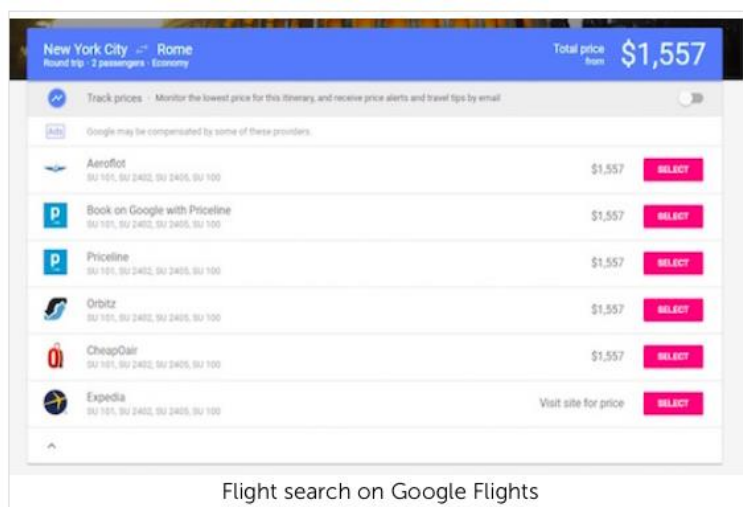 New York City Rome
Round trip · 2 passengers · Economy
Total price
from
$1,557
Track prices · Monitor the lowest price for this itinerary, and receive price alerts and travel tips by email
Ads
Google may be compensated by some of these providers.
Aeroflot
SU 101, SU 2402, SU 2405, SU 100
$1,557
SELECT
Book on Google with Priceline
SU 101, SU 2402, SU 2405, SU 100
$1,557
SELECT
Priceline
SU 101, SU 2402, SU 2405, SU 100
$1,557
SELECT
Orbitz
SU 101, SU 2402, SU 2405, SU 100
$1,557
SELECT
CheapOair
SU 101, SU 2402, SU 2405, SU 100
$1,557
SELECT
Expedia
SU 101, SU 2402, SU 2405, SU 100
Visit site for price
SELECT
Flight search on Google Flights